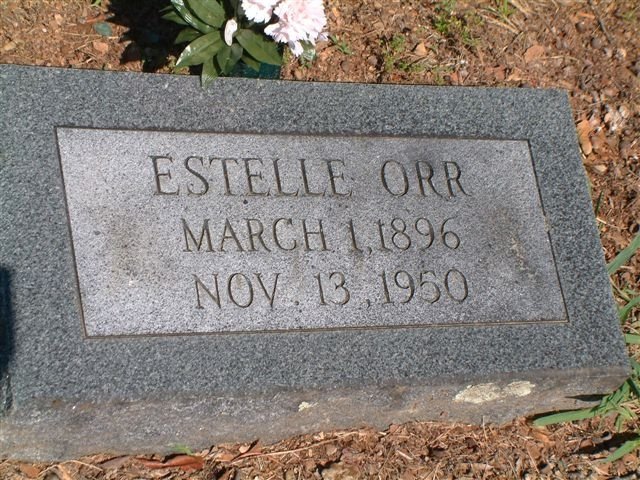 ESTELLE ORR
MARCH 1, 1896
NOV. 13, 1950